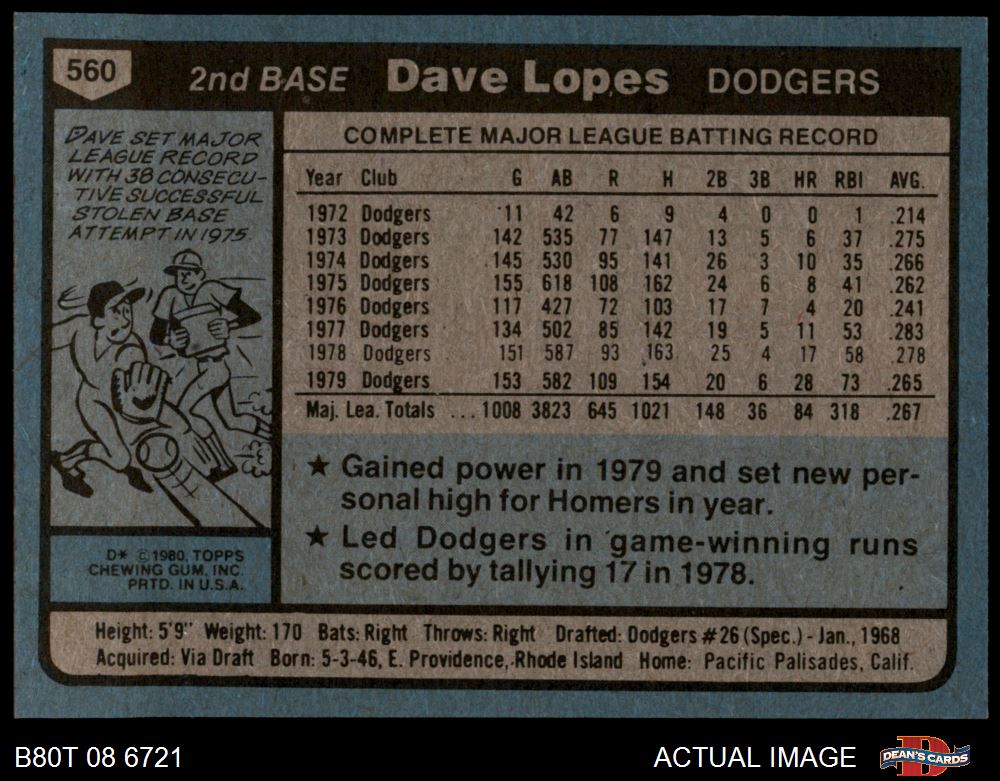 560
2nd BASE Dave Lopes DODGERS
DAVE SET MAJOR
LEAGUE RECORD
WITH 38 CONSECU-
TIVE SUCCESSFUL
STOLEN BASE
ATTEMPT IN 1975.
D* © 1980, TOPPS
CHEWING GUM, INC.
PRTD. IN U.S.A.
COMPLETE MAJOR LEAGUE BATTING RECORD
Year Club G AB R H 2B 3B HR RBI AVG.
1972 Dodgers 11 42 6 9 4 0 0 1 .214
1973 Dodgers 142 535 77 147 13 5 6 37 .275
1974 Dodgers 145 530 95 141 26 3 10 35 .266
1975 Dodgers 155 618 108 162 24 6 8 41 .262
1976 Dodgers 117 427 72 103 17 7 4 20 .241
1977 Dodgers 134 502 85 142 19 5 11 53 .283
1978 Dodgers 151 587 93 163 25 4 17 58 .278
1979 Dodgers 153 582 109 154 20 6 28 73 .265
Maj. Lea. Totals ... 1008 3823 645 1021 148 36 84 318 .267
★ Gained power in 1979 and set new per-
sonal high for Homers in year.
★ Led Dodgers in game-winning runs
scored by tallying 17 in 1978.
Height: 5'9" Weight: 170 Bats: Right Throws: Right Drafted: Dodgers #26 (Spec.) - Jan., 1968
Acquired: Via Draft Born: 5-3-46, E. Providence, Rhode Island Home: Pacific Palisades, Calif.
B80T 08 6721 ACTUAL IMAGE DEAN'S CARDS